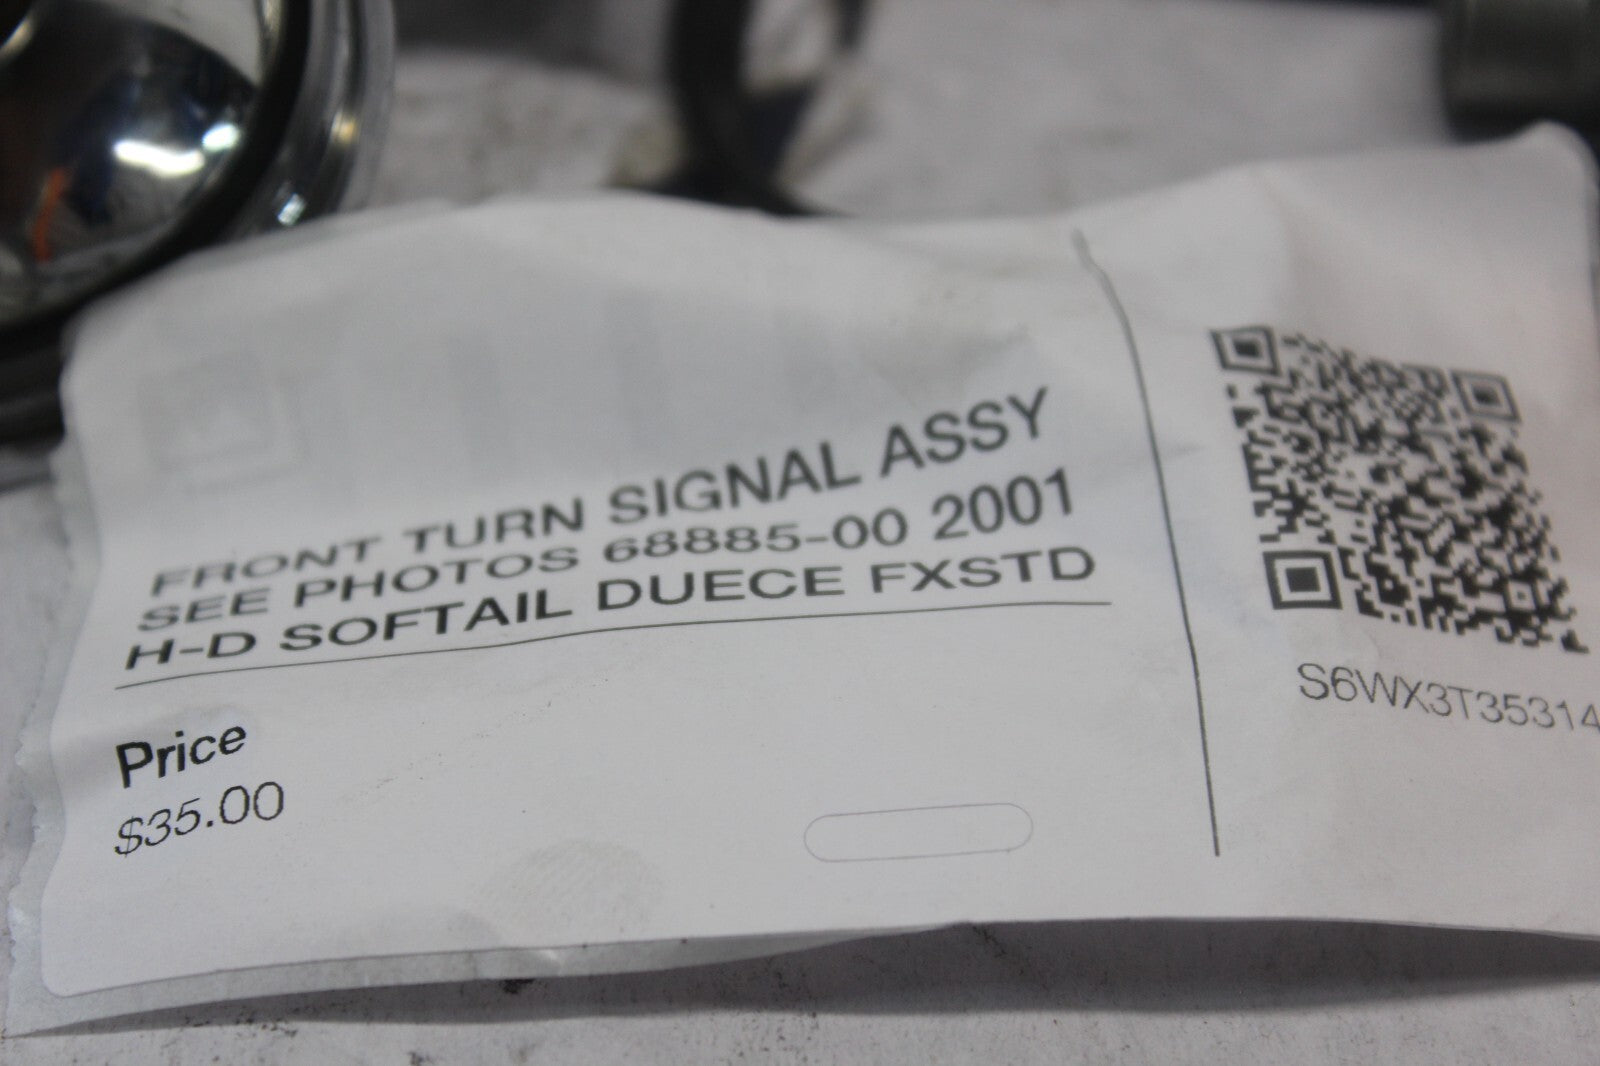 FRONT TURN SIGNAL ASSY
SEE PHOTOS 68885-00 2001
H-D SOFTAIL DUECE FXSTD
Price
$35.00
S6WX3T35314